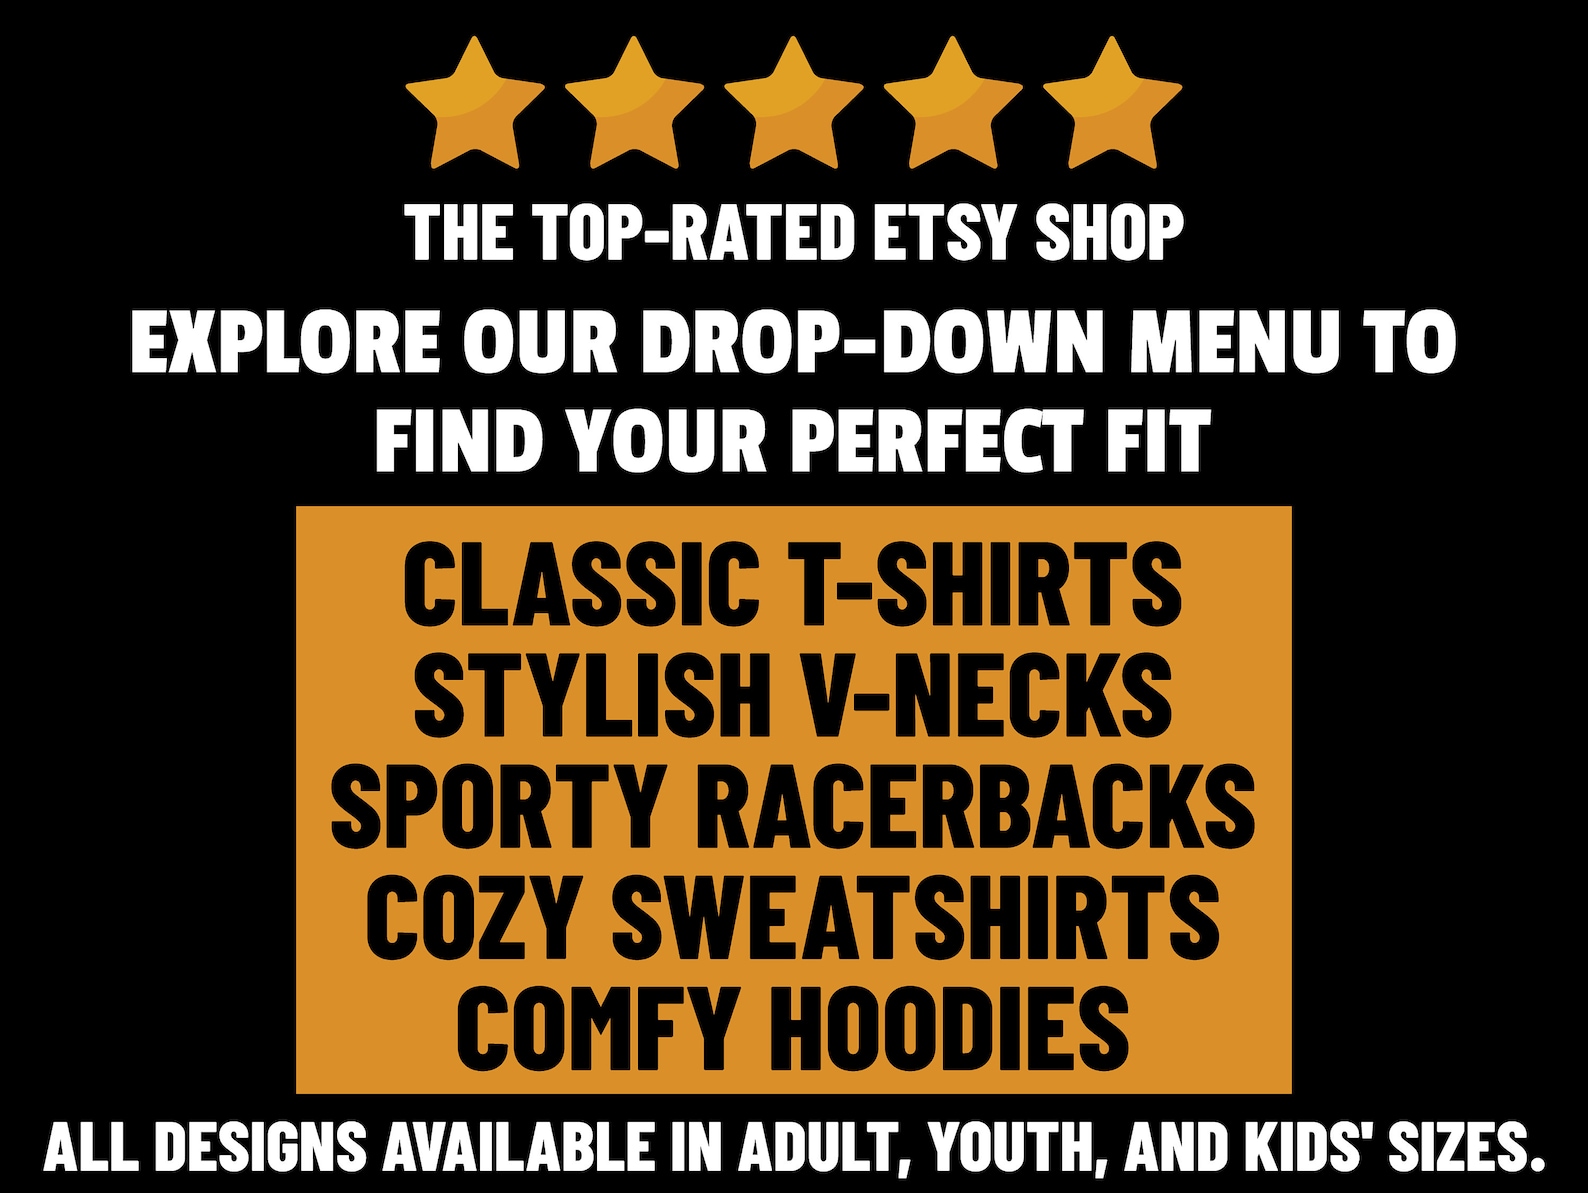 THE TOP-RATED ETSY SHOP
EXPLORE OUR DROP-DOWN MENU TO
FIND YOUR PERFECT FIT
CLASSIC T-SHIRTS
STYLISH V-NECKS
SPORTY RACERBACKS
COZY SWEATSHIRTS
COMFY HOODIES
ALL DESIGNS AVAILABLE IN ADULT, YOUTH, AND KIDS' SIZES.